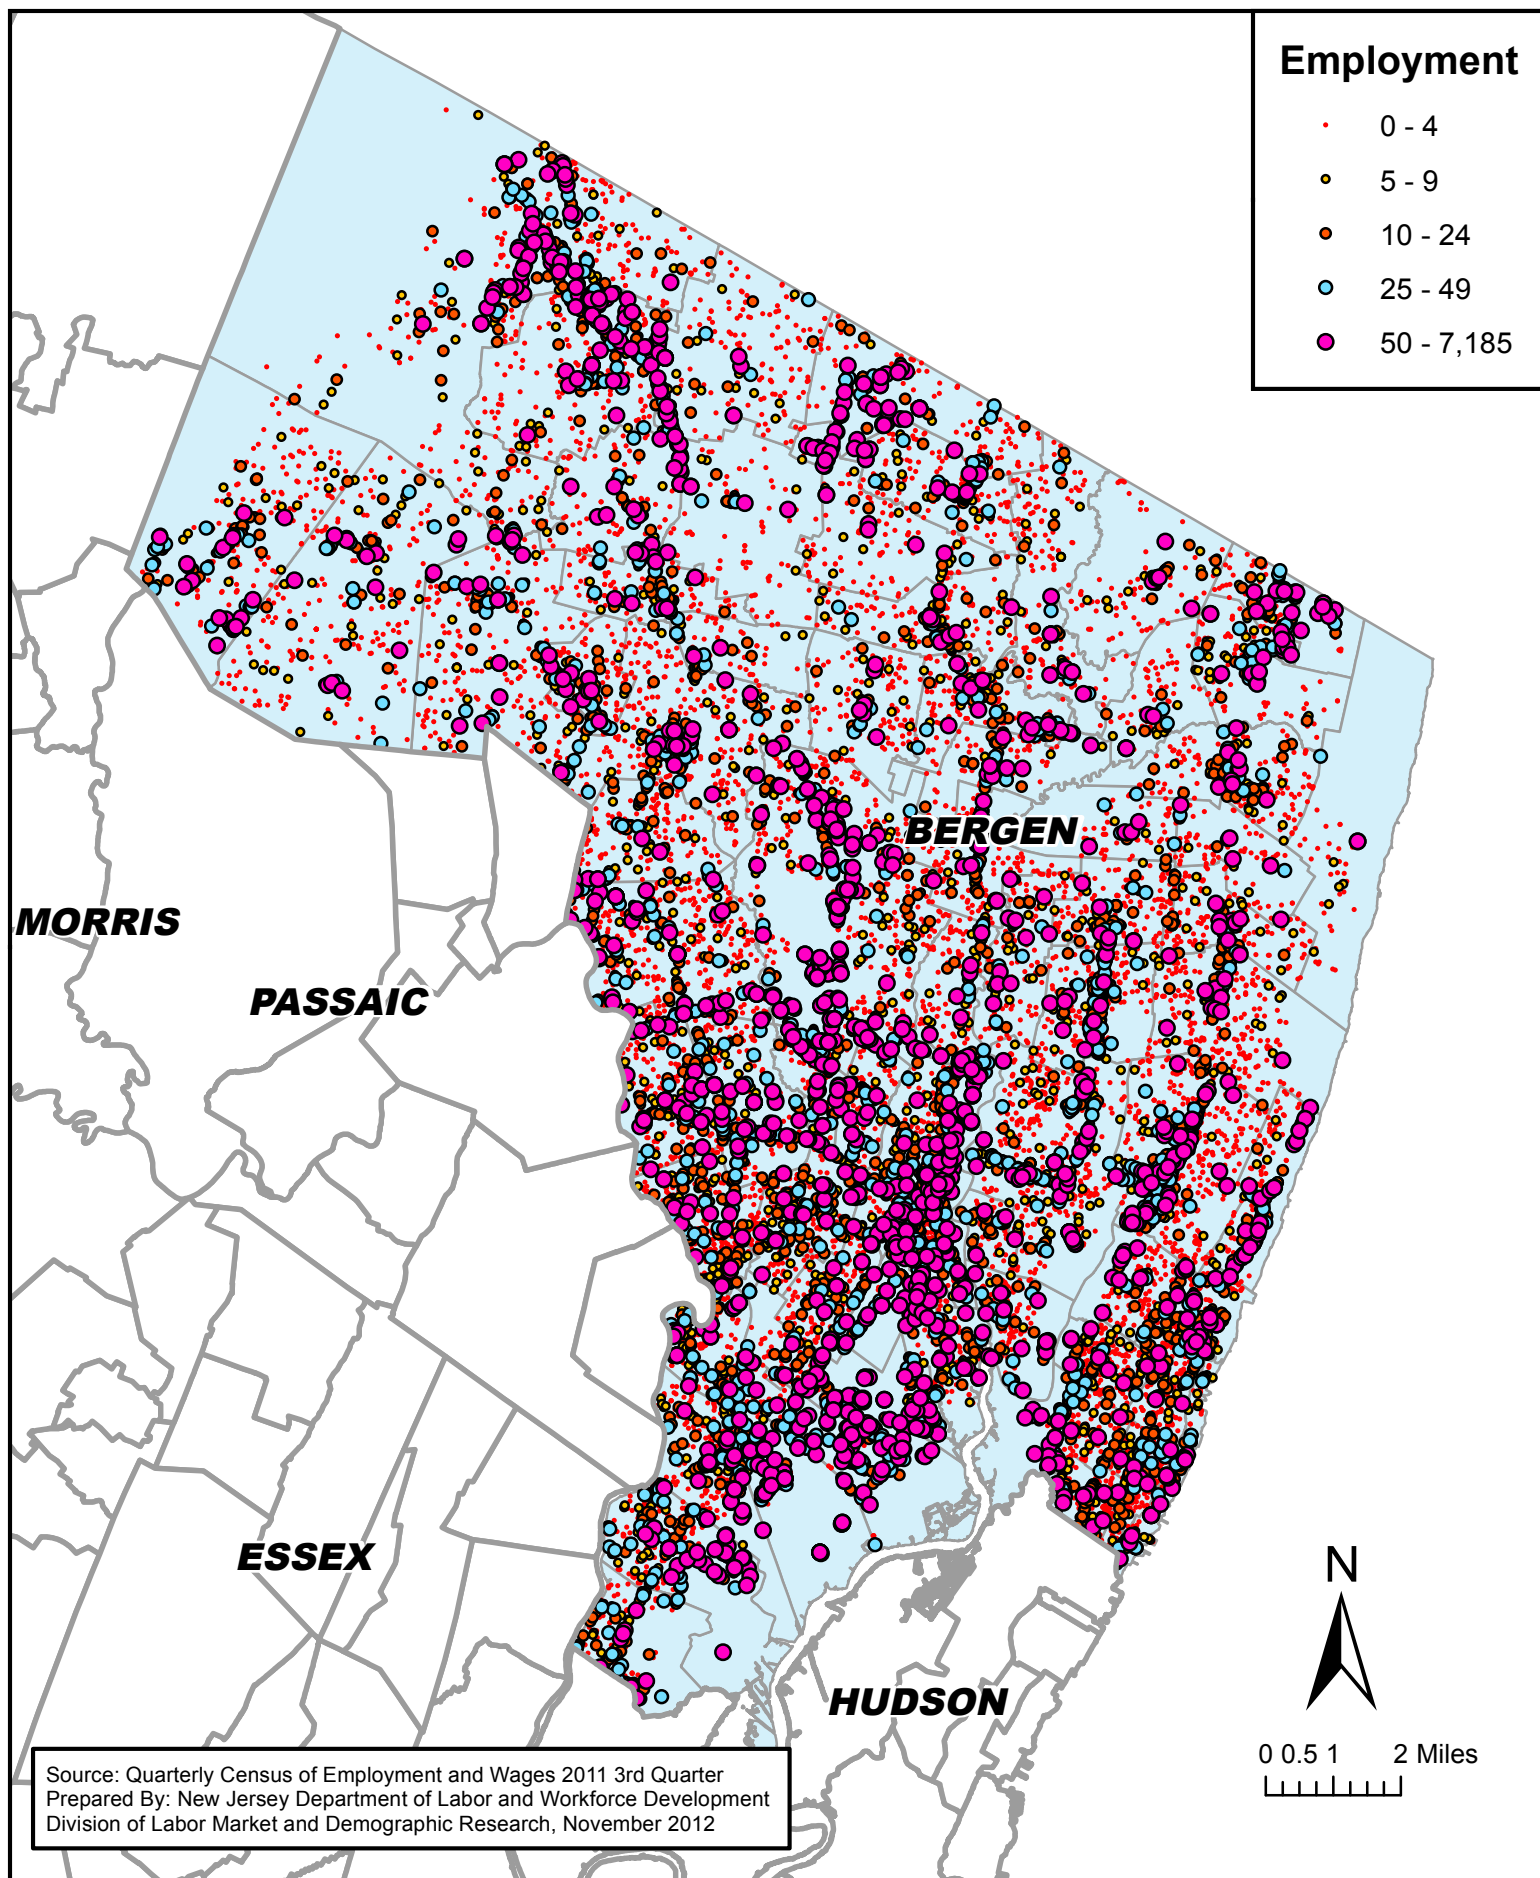 Employment
0 - 4
5 - 9
10 - 24
25 - 49
50 - 7,185
BERGEN
MORRIS
PASSAIC
ESSEX
HUDSON
N
0 0.5 1 2 Miles
Source: Quarterly Census of Employment and Wages 2011 3rd Quarter
Prepared By: New Jersey Department of Labor and Workforce Development
Division of Labor Market and Demographic Research, November 2012